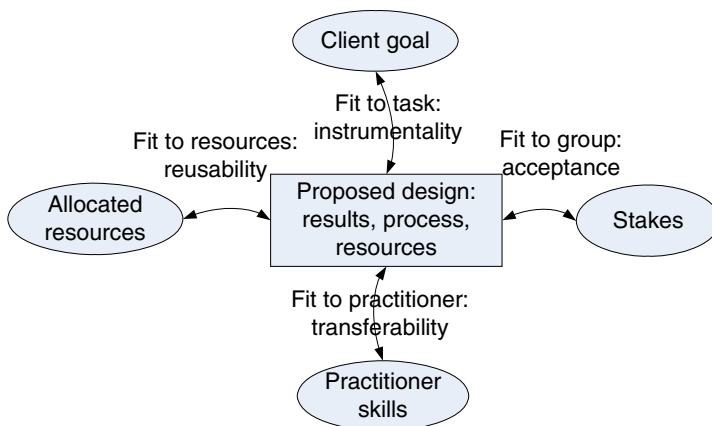 Client goal
Fit to task:
instrumentality
Fit to resources:
reusability
Fit to group:
acceptance
Allocated
resources
Proposed design:
results, process,
resources
Stakes
Fit to practitioner:
transferability
Practitioner
skills